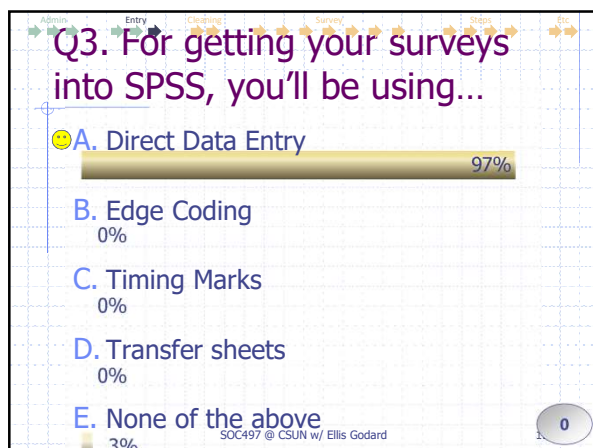 Admin Entry Cleaning Survey Steps Etc
Q3. For getting your surveys
into SPSS, you’ll be using…
A. Direct Data Entry
97%
B. Edge Coding
0%
C. Timing Marks
0%
D. Transfer sheets
0%
E. None of the above
3%
SOC497 @ CSUN w/ Ellis Godard
0